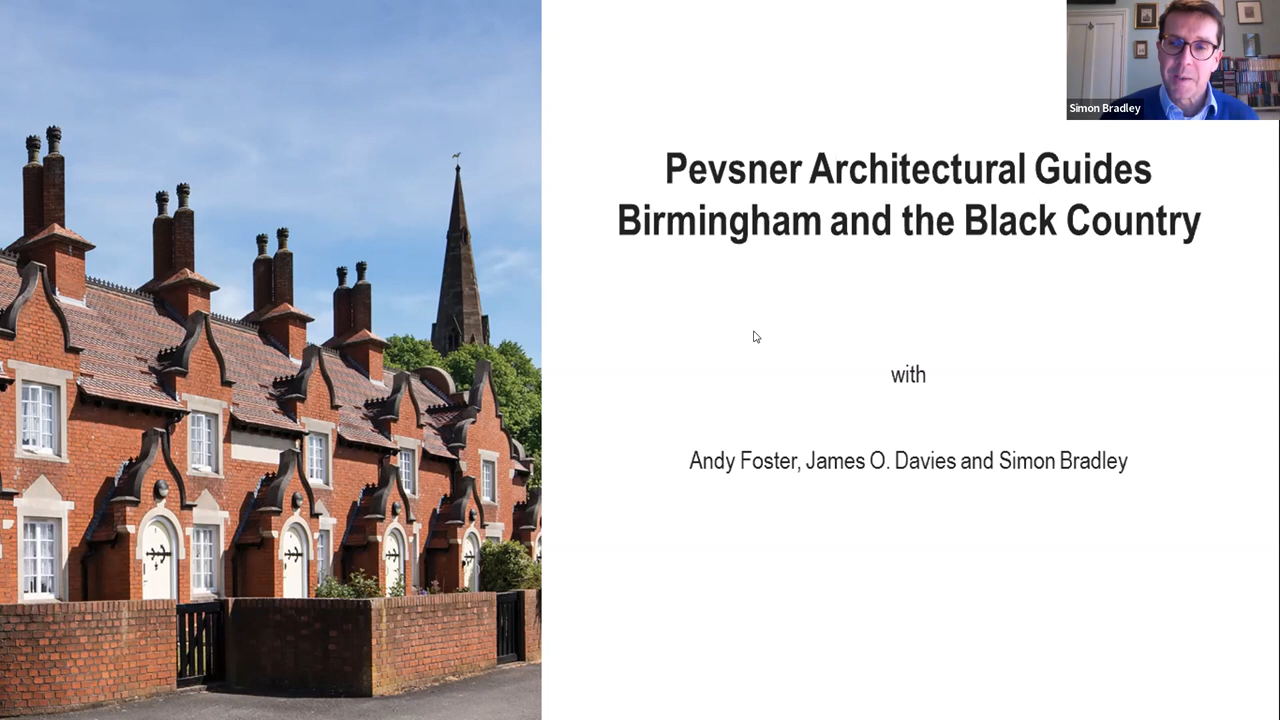 Simon Bradley
Pevsner Architectural Guides
Birmingham and the Black Country
with
Andy Foster, James O. Davies and Simon Bradley